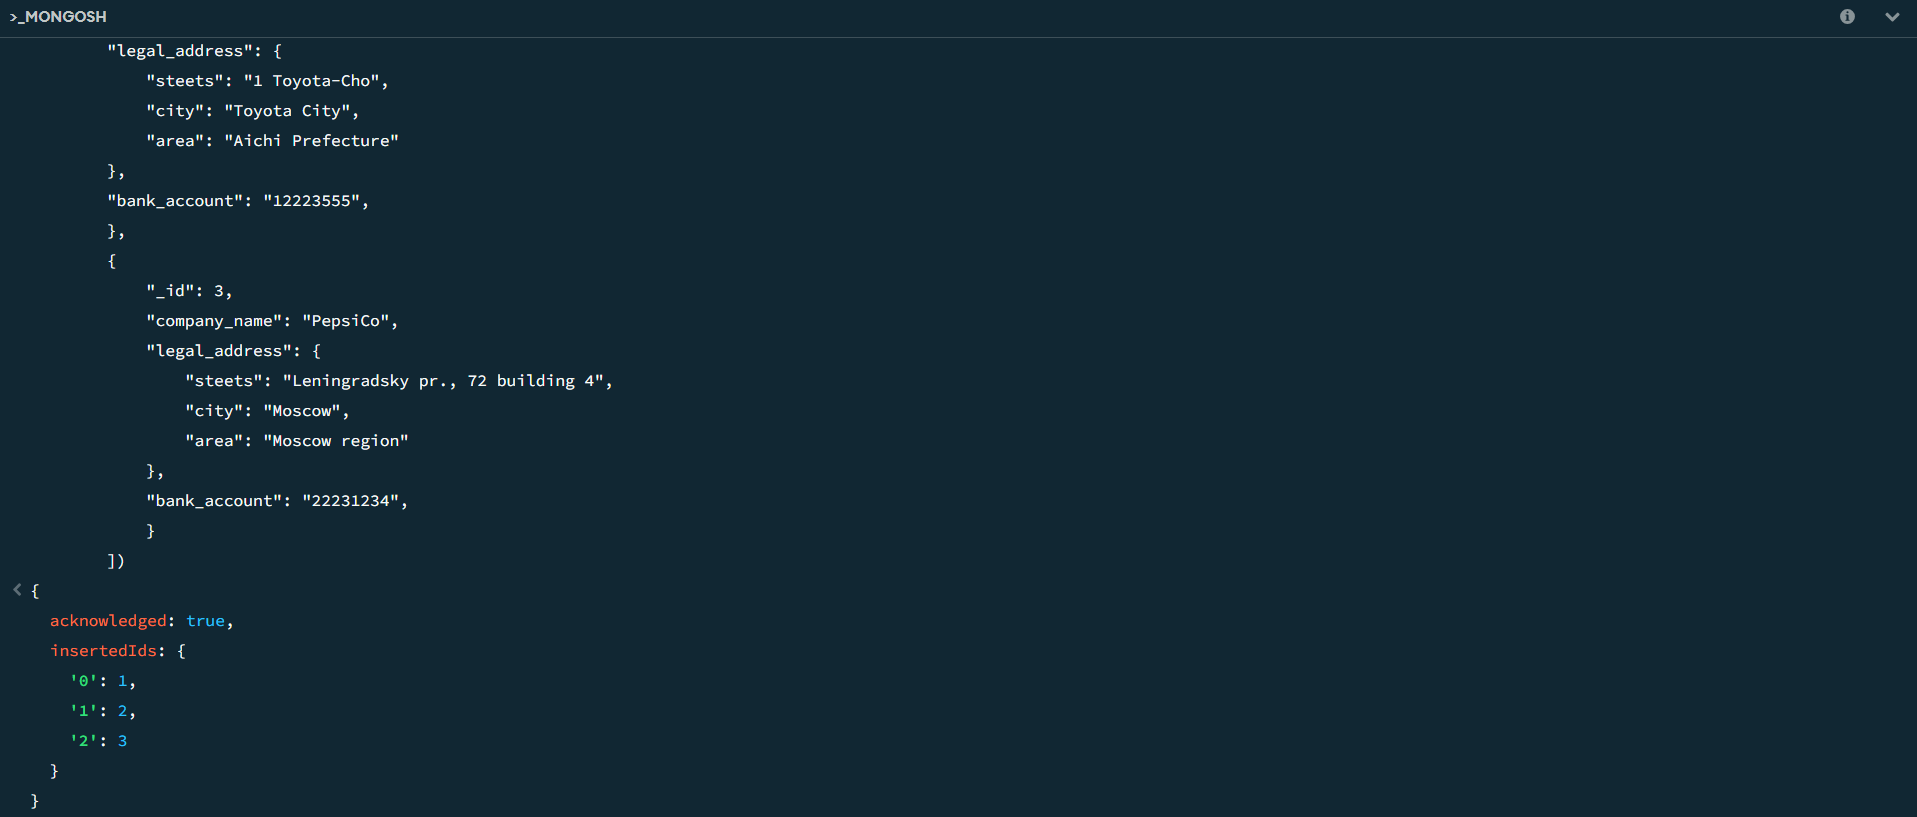 >_MONGOSH
"legal_address": {
"steets": "1 Toyota-Cho",
"city": "Toyota City",
"area": "Aichi Prefecture"
},
"bank_account": "12223555",
},
{
"_id": 3,
"company_name": "PepsiCo",
"legal_address": {
"steets": "Leningradsky pr., 72 building 4",
"city": "Moscow",
"area": "Moscow region"
},
"bank_account": "22231234",
}
])
< {
acknowledged: true,
insertedIds: {
'0': 1,
'1': 2,
'2': 3
}
}